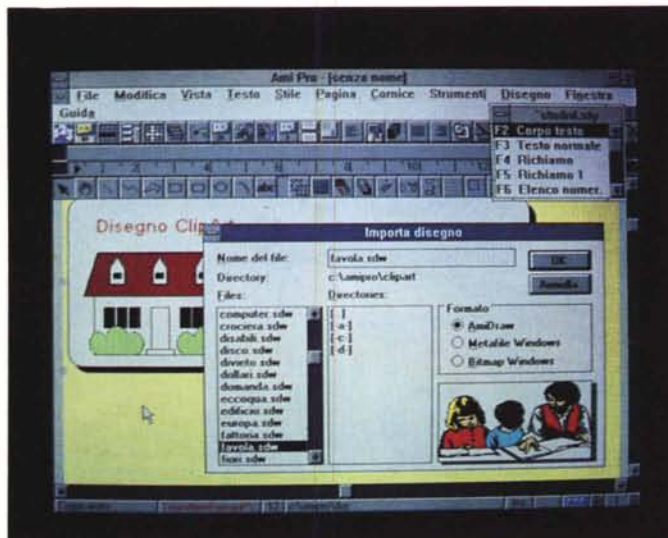 Ami Pro - [senza nome]
File Modifica Vista Testo Stile Pagina Cornice Strumenti Disegno Finestra
Guida
F2 Corpo testo
F3 Testo normale
F4 Richiamo
F5 Richiamo 1
F6 Elenco numer.
abc
Disegno Clip
Importa disegno
Nome del file:
favola.sdw
OK
Directory:
c:\amipro\clipart
Annulla
Files:
Directories:
computer.sdw
crociera.sdw
disabili.sdw
disco.sdw
divieto.sdw
dollari.sdw
domanda.sdw
eccoqua.sdw
edificio.sdw
europa.sdw
fattoria.sdw
favola.sdw
fiori.sdw
[-a-]
[-c-]
[-d-]
Formato
AmiDraw
Metafile Windows
Bitmap Windows